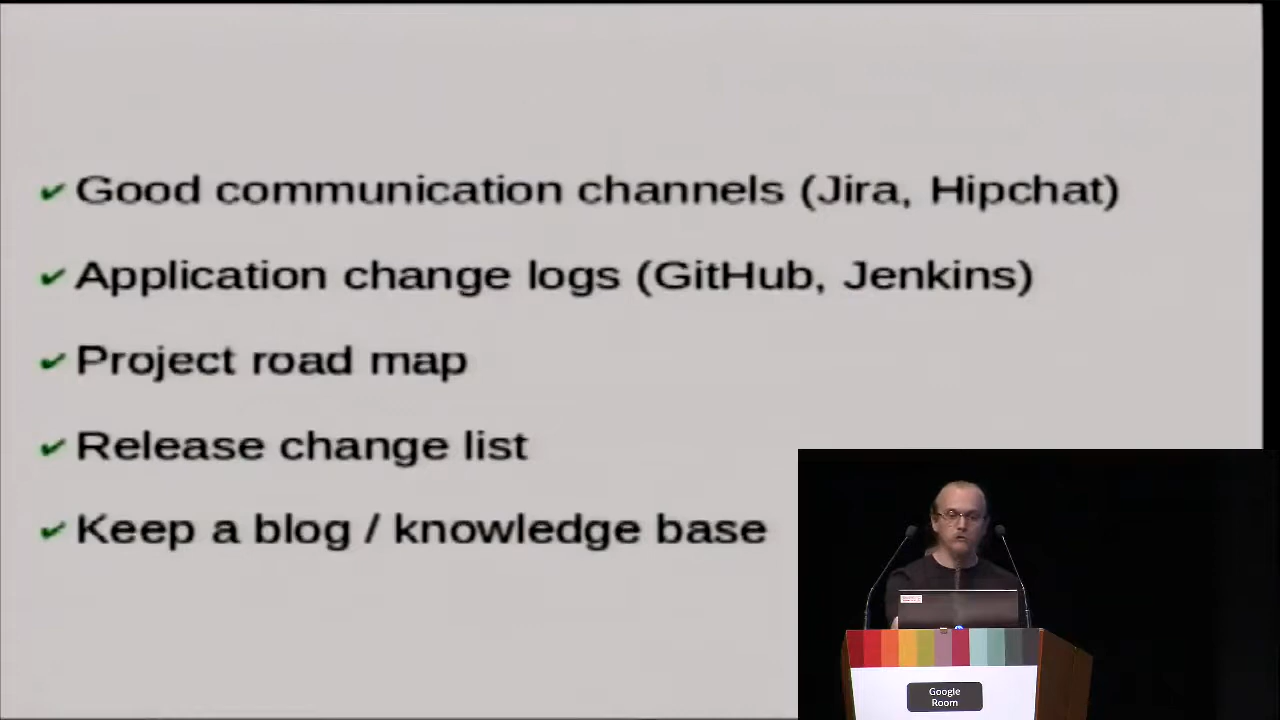 Good communication channels (Jira, Hipchat)
Application change logs (GitHub, Jenkins)
Project road map
Release change list
Keep a blog / knowledge base
Google
Room